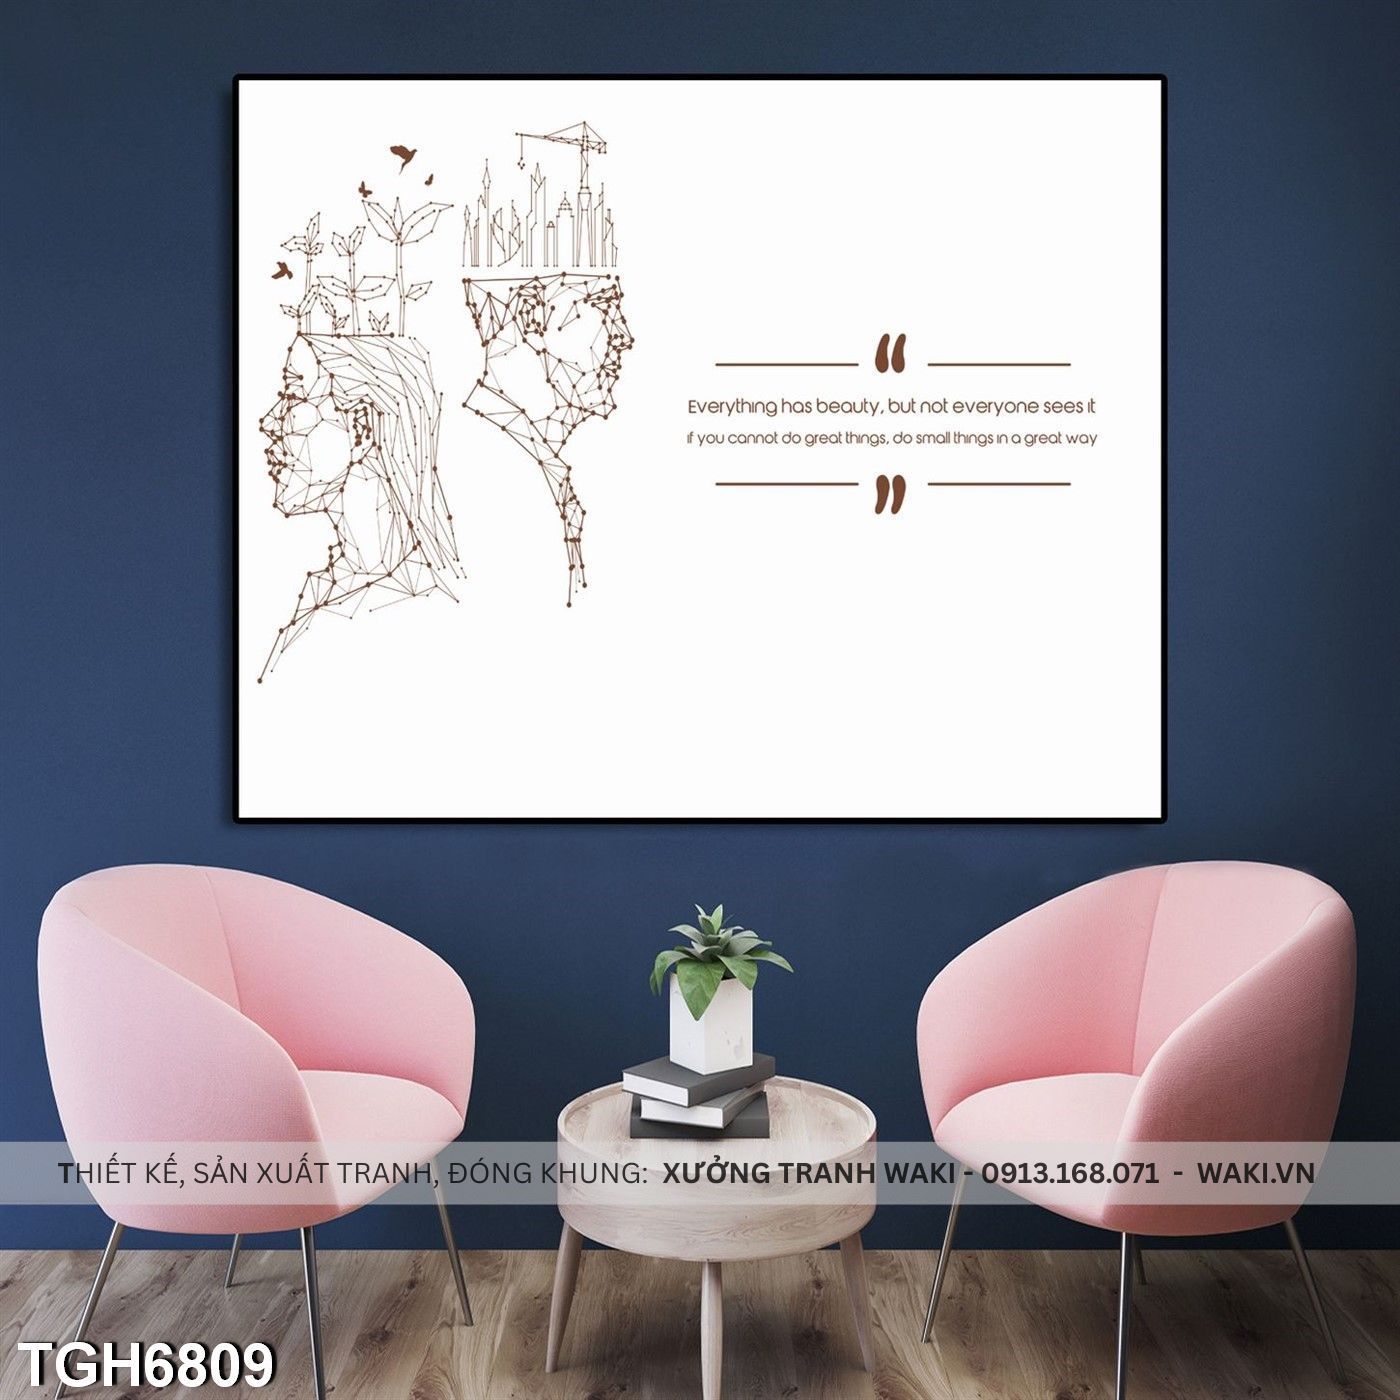 “
Everything has beauty, but not everyone sees it
if you cannot do great things, do small things in a great way
”
THIẾT KẾ, SẢN XUẤT TRANH, ĐÓNG KHUNG: XƯỞNG TRANH WAKI - 0913.168.071 - WAKI.VN
TGH6809